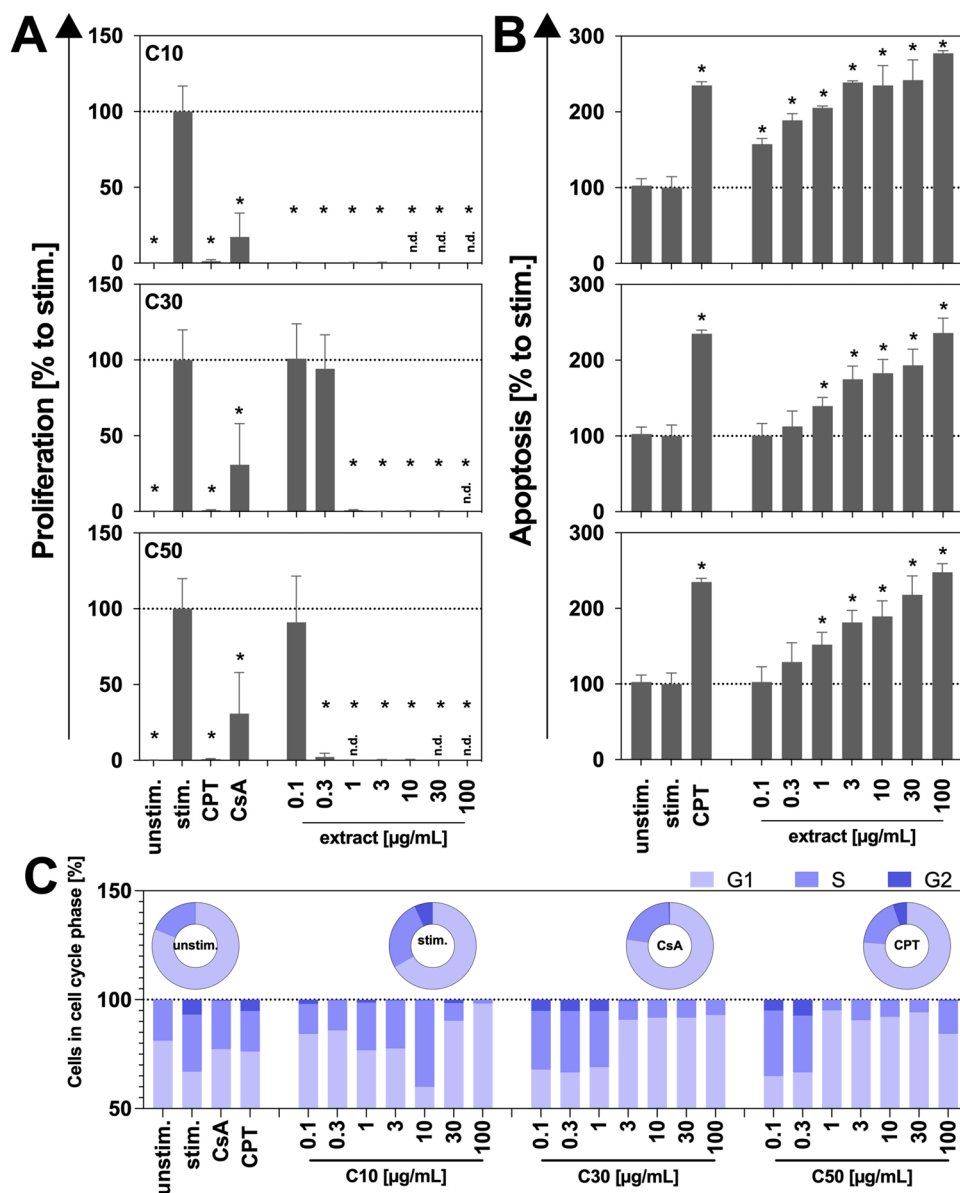 A
B
Proliferation [% to stim.]
Apoptosis [% to stim.]
C10
150
100
50
0
* * * * * * * * * *
n.d. n.d. n.d.
300
200
100
0
* * * * * * * *
C30
150
100
50
0
* * * * * * * *
n.d.
300
200
100
0
* * * * * *
C50
150
100
50
0
* * * * * * * * *
n.d. n.d. n.d.
unstim. stim. CPT CsA 0.1 0.3 1 3 10 30 100
extract [µg/mL]
300
200
100
0
* * * * * *
unstim. stim. CPT 0.1 0.3 1 3 10 30 100
extract [µg/mL]
C
G1 S G2
Cells in cell cycle phase [%]
150
100
50
unstim. stim. CsA CPT
unstim. stim. CsA CPT 0.1 0.3 1 3 10 30 100 0.1 0.3 1 3 10 30 100 0.1 0.3 1 3 10 30 100
C10 [µg/mL] C30 [µg/mL] C50 [µg/mL]